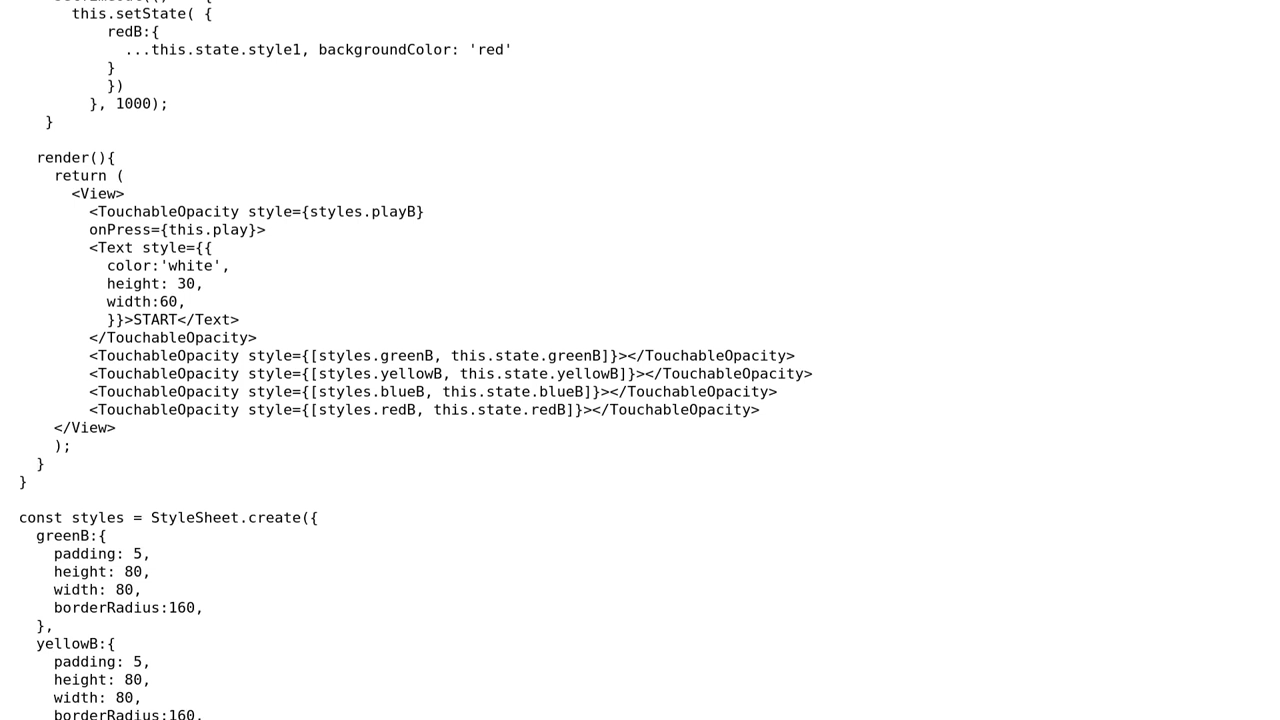 this.setState( {
redB:{
...this.state.style1, backgroundColor: 'red'
}
})
}, 1000);
}
render(){
return (
<View>
<TouchableOpacity style={styles.playB}
onPress={this.play}>
<Text style={{
color:'white',
height: 30,
width:60,
}}>START</Text>
</TouchableOpacity>
<TouchableOpacity style={[styles.greenB, this.state.greenB]}></TouchableOpacity>
<TouchableOpacity style={[styles.yellowB, this.state.yellowB]}></TouchableOpacity>
<TouchableOpacity style={[styles.blueB, this.state.blueB]}></TouchableOpacity>
<TouchableOpacity style={[styles.redB, this.state.redB]}></TouchableOpacity>
</View>
);
}
}
const styles = StyleSheet.create({
greenB:{
padding: 5,
height: 80,
width: 80,
borderRadius:160,
},
yellowB:{
padding: 5,
height: 80,
width: 80,
borderRadius:160,